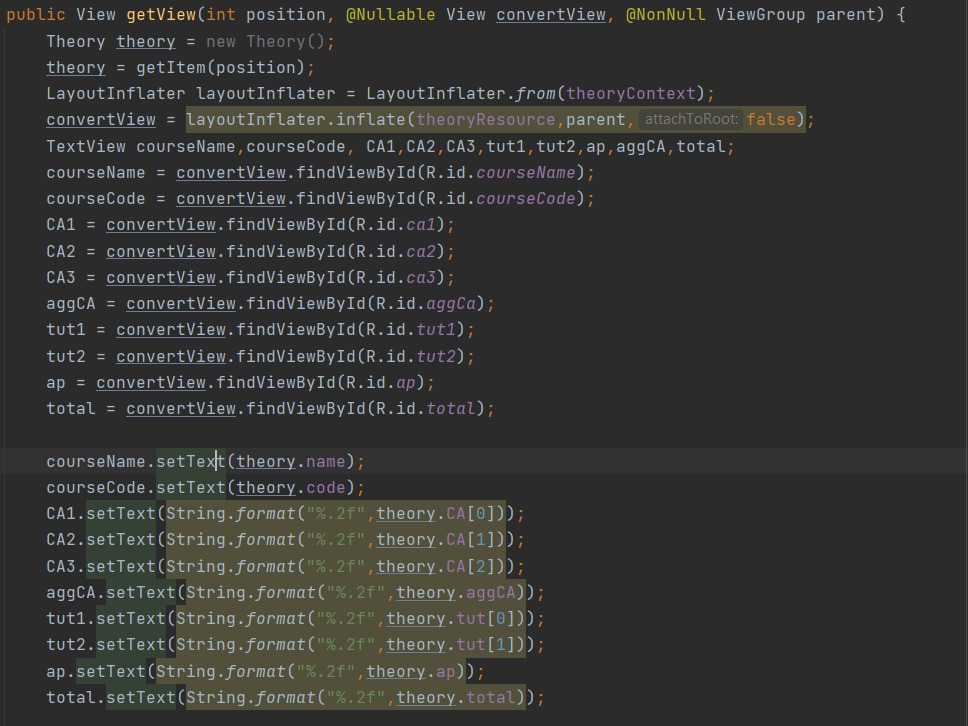 public View getView(int position, @Nullable View convertView, @NonNull ViewGroup parent) {
    Theory theory = new Theory();
    theory = getItem(position);
    LayoutInflater layoutInflater = LayoutInflater.from(theoryContext);
    convertView = layoutInflater.inflate(theoryResource,parent, attachToRoot: false);
    TextView courseName,courseCode, CA1,CA2,CA3,tut1,tut2,ap,aggCA,total;
    courseName = convertView.findViewById(R.id.courseName);
    courseCode = convertView.findViewById(R.id.courseCode);
    CA1 = convertView.findViewById(R.id.ca1);
    CA2 = convertView.findViewById(R.id.ca2);
    CA3 = convertView.findViewById(R.id.ca3);
    aggCA = convertView.findViewById(R.id.aggCa);
    tut1 = convertView.findViewById(R.id.tut1);
    tut2 = convertView.findViewById(R.id.tut2);
    ap = convertView.findViewById(R.id.ap);
    total = convertView.findViewById(R.id.total);

    courseName.setText(theory.name);
    courseCode.setText(theory.code);
    CA1.setText(String.format("%.2f",theory.CA[0]));
    CA2.setText(String.format("%.2f",theory.CA[1]));
    CA3.setText(String.format("%.2f",theory.CA[2]));
    aggCA.setText(String.format("%.2f",theory.aggCA));
    tut1.setText(String.format("%.2f",theory.tut[0]));
    tut2.setText(String.format("%.2f",theory.tut[1]));
    ap.setText(String.format("%.2f",theory.ap));
    total.setText(String.format("%.2f",theory.total));